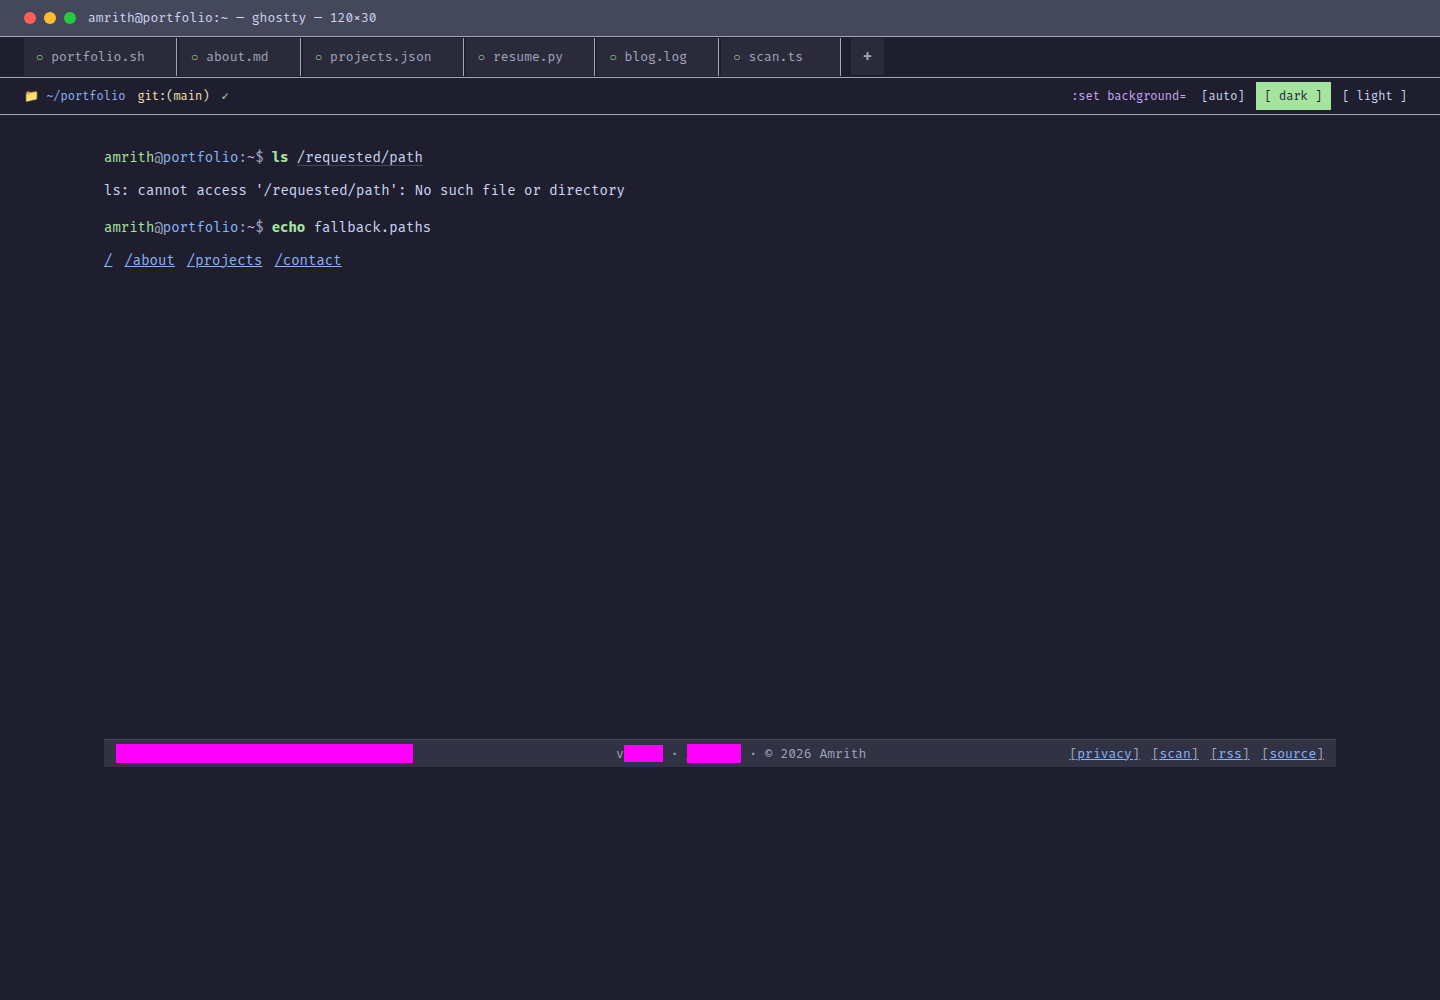 amrith@portfolio:~ — ghostty — 120×30
○ portfolio.sh ○ about.md ○ projects.json ○ resume.py ○ blog.log ○ scan.ts +
📁 ~/portfolio git:(main) ✓ :set background= [auto] [ dark ] [ light ]
amrith@portfolio:~$ ls /requested/path
ls: cannot access '/requested/path': No such file or directory
amrith@portfolio:~$ echo fallback.paths
/ /about /projects /contact
v · · © 2026 Amrith [privacy] [scan] [rss] [source]